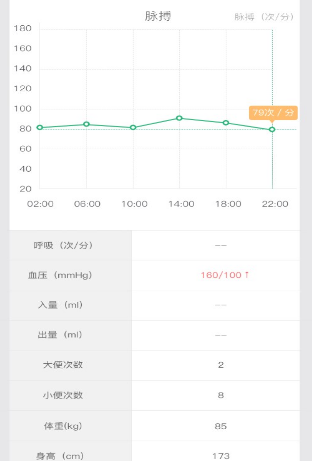 脉搏
脉搏（次/分）
180
160
140
120
100
80
60
40
20
79次 / 分
02:00 06:00 10:00 14:00 18:00 22:00
呼吸（次/分） --
血压（mmHg） 160/100↑
入量（ml） --
出量（ml） --
大便次数 2
小便次数 8
体重(kg) 85
身高（cm） 173